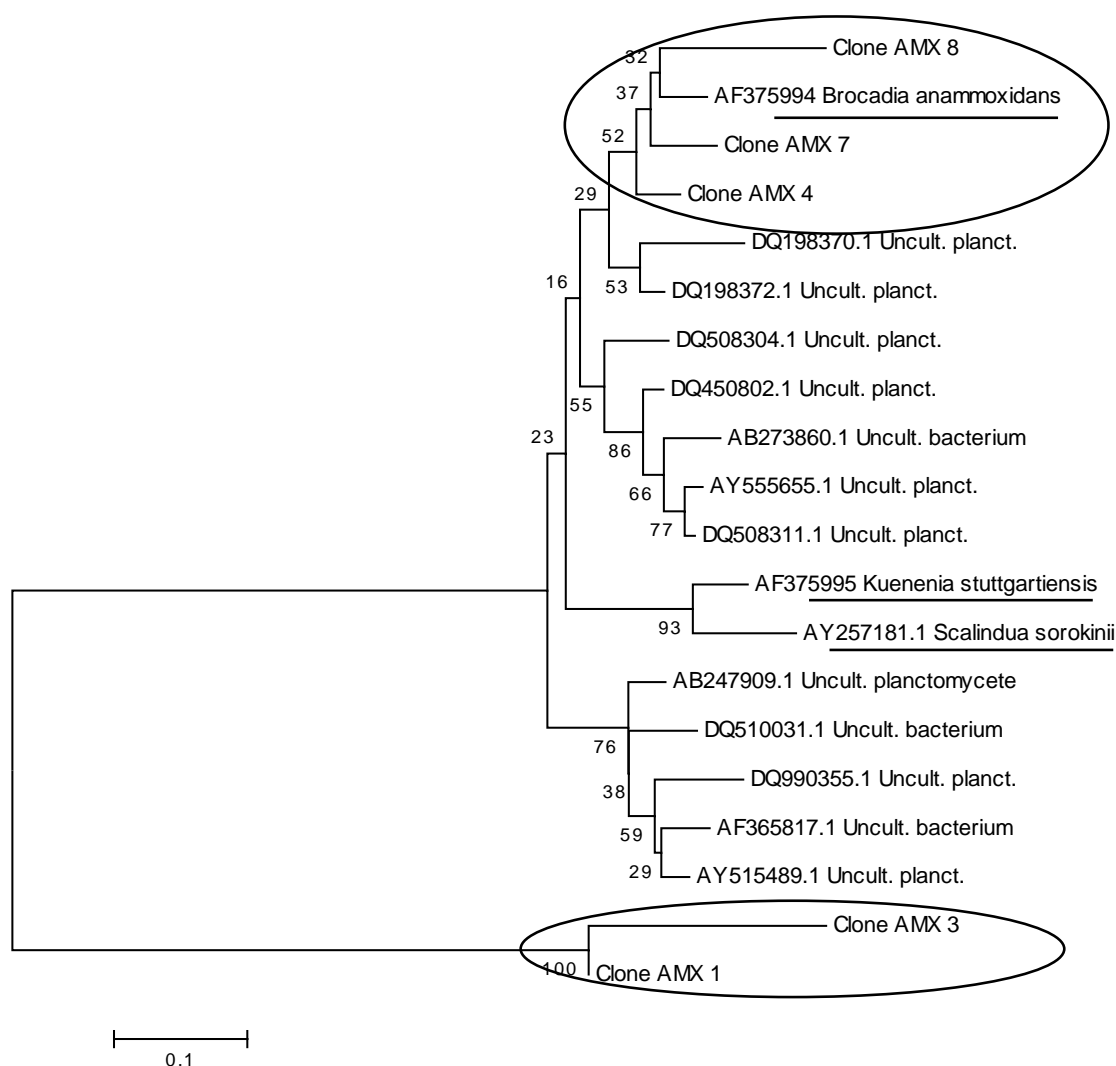 Clone AMX 8
32
AF375994 Brocadia anammoxidans
37
Clone AMX 7
52
Clone AMX 4
29
DQ198370.1 Uncult. planct.
16
53
DQ198372.1 Uncult. planct.
DQ508304.1 Uncult. planct.
DQ450802.1 Uncult. planct.
55
23
AB273860.1 Uncult. bacterium
86
AY555655.1 Uncult. planct.
66
77
DQ508311.1 Uncult. planct.
AF375995 Kuenenia stuttgartiensis
93
AY257181.1 Scalindua sorokinii
AB247909.1 Uncult. planctomycete
DQ510031.1 Uncult. bacterium
76
DQ990355.1 Uncult. planct.
38
AF365817.1 Uncult. bacterium
59
29
AY515489.1 Uncult. planct.
Clone AMX 3
100
Clone AMX 1
0.1